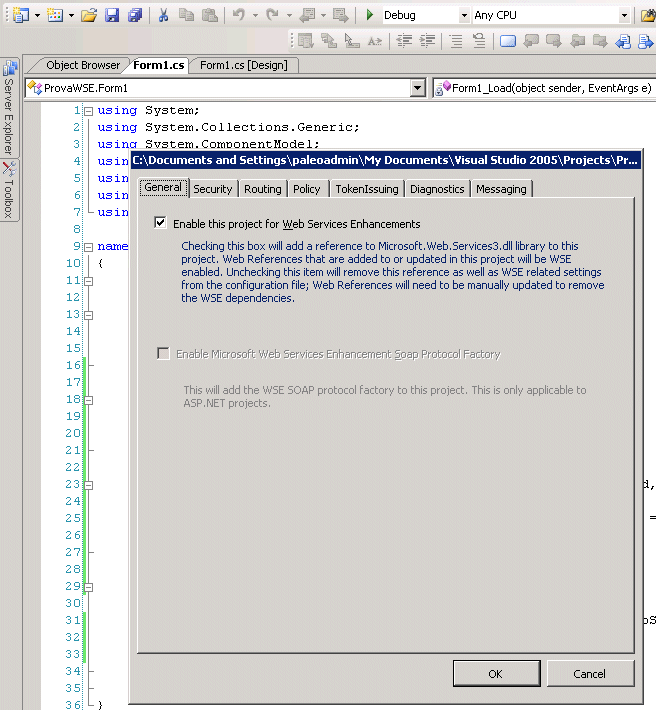 Debug Any CPU
Object Browser Form1.cs Form1.cs [Design]
ProvaWSE.Form1 Form1_Load(object sender, EventArgs e)
Server Explorer
Toolbox
1 using System;
2 using System.Collections.Generic;
3 using System.ComponentModel;
4 usin
5 usin
6 usin
7 usin
8
9 name
10 {
11
12
13
14
15
16
17
18
19
20
21
22
23 d,
24
25 =
26
27
28
29
30
31 oS
32
33
34
35
36 }
C:\Documents and Settings\paleoadmin\My Documents\Visual Studio 2005\Projects\Pr...
General Security Routing Policy TokenIssuing Diagnostics Messaging
Enable this project for Web Services Enhancements
Checking this box will add a reference to Microsoft.Web.Services3.dll library to this
project. Web References that are added to or updated in this project will be WSE
enabled. Unchecking this item will remove this reference as well as WSE related settings
from the configuration file; Web References will need to be manually updated to remove
the WSE dependencies.
Enable Microsoft Web Services Enhancement Soap Protocol Factory
This will add the WSE SOAP protocol factory to this project. This is only applicable to
ASP.NET projects.
OK Cancel